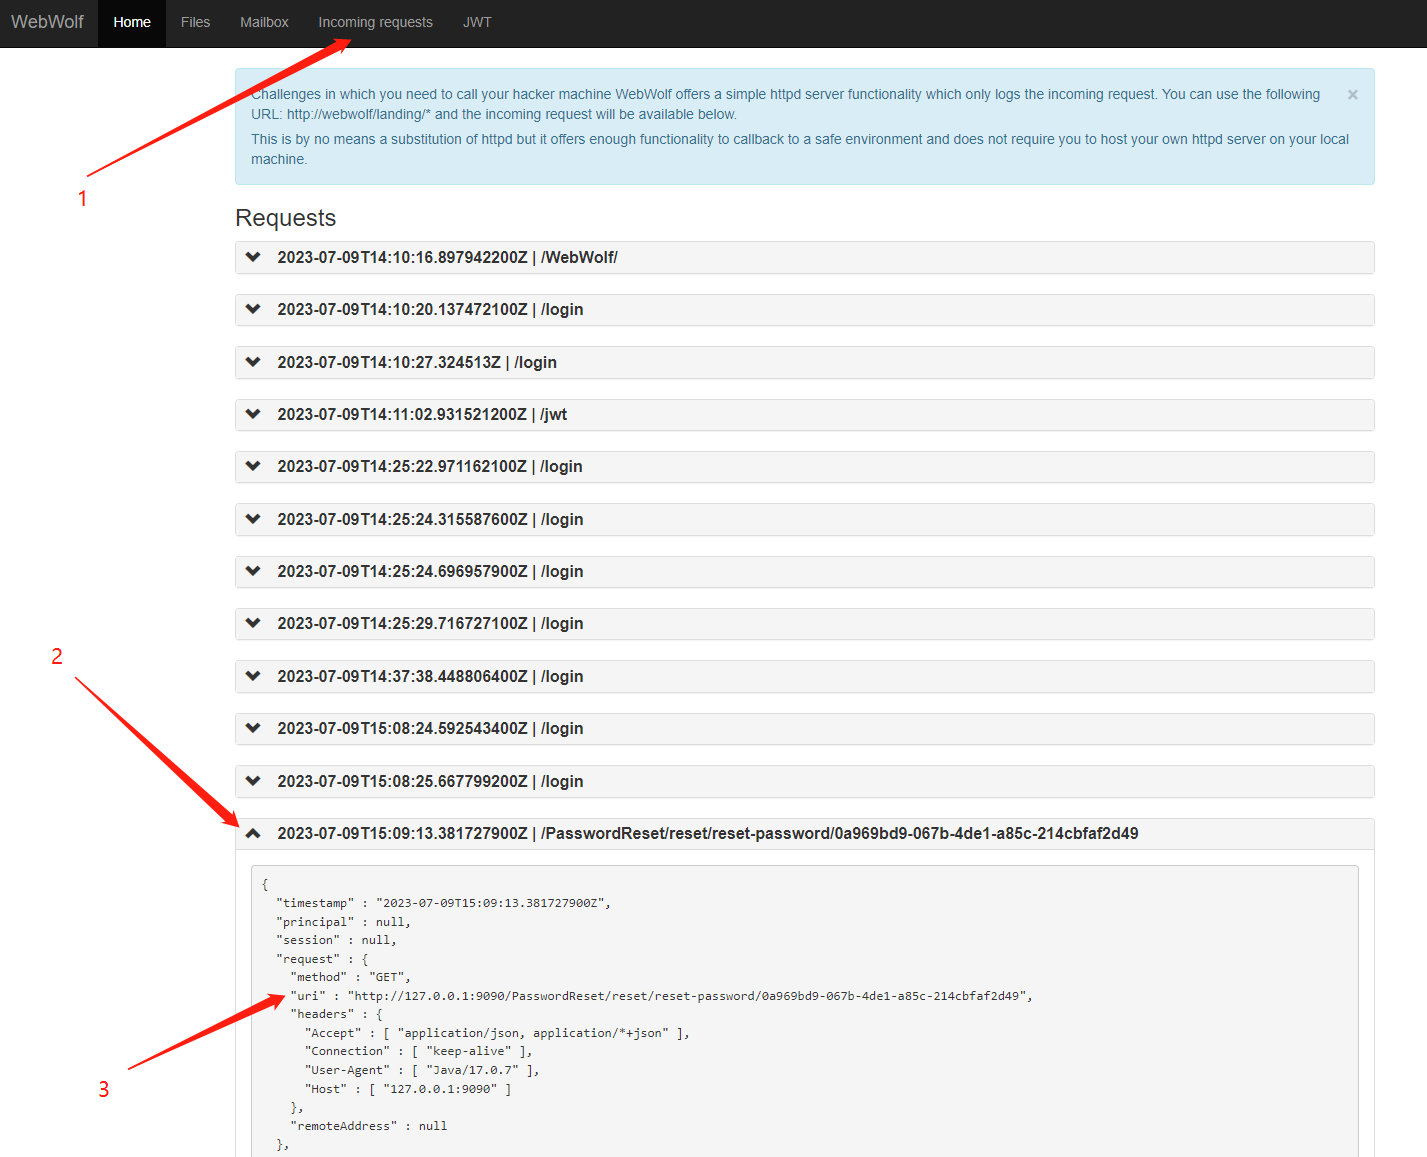 WebWolf Home Files Mailbox Incoming requests JWT
Challenges in which you need to call your hacker machine WebWolf offers a simple httpd server functionality which only logs the incoming request. You can use the following ×
URL: http://webwolf/landing/* and the incoming request will be available below.
This is by no means a substitution of httpd but it offers enough functionality to callback to a safe environment and does not require you to host your own httpd server on your local
machine.
1
Requests
2023-07-09T14:10:16.897942200Z | /WebWolf/
2023-07-09T14:10:20.137472100Z | /login
2023-07-09T14:10:27.324513Z | /login
2023-07-09T14:11:02.931521200Z | /jwt
2023-07-09T14:25:22.971162100Z | /login
2023-07-09T14:25:24.315587600Z | /login
2023-07-09T14:25:24.696957900Z | /login
2023-07-09T14:25:29.716727100Z | /login
2
2023-07-09T14:37:38.448806400Z | /login
2023-07-09T15:08:24.592543400Z | /login
2023-07-09T15:08:25.667799200Z | /login
2023-07-09T15:09:13.381727900Z | /PasswordReset/reset/reset-password/0a969bd9-067b-4de1-a85c-214cbfaf2d49
{
"timestamp" : "2023-07-09T15:09:13.381727900Z",
"principal" : null,
"session" : null,
"request" : {
"method" : "GET",
"uri" : "http://127.0.0.1:9090/PasswordReset/reset/reset-password/0a969bd9-067b-4de1-a85c-214cbfaf2d49",
"headers" : {
"Accept" : [ "application/json, application/*+json" ],
"Connection" : [ "keep-alive" ],
"User-Agent" : [ "Java/17.0.7" ],
"Host" : [ "127.0.0.1:9090" ]
3
},
"remoteAddress" : null
},